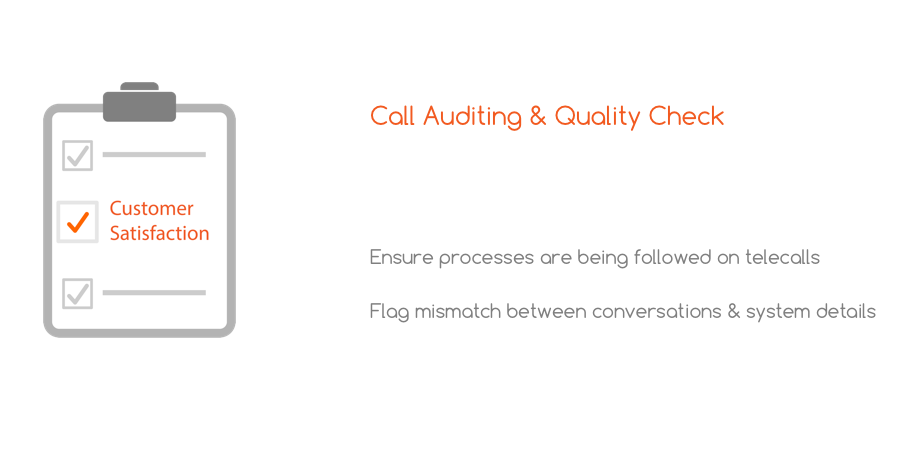 Call Auditing & Quality Check
Customer
Satisfaction
Ensure processes are being followed on telecalls
Flag mismatch between conversations & system details